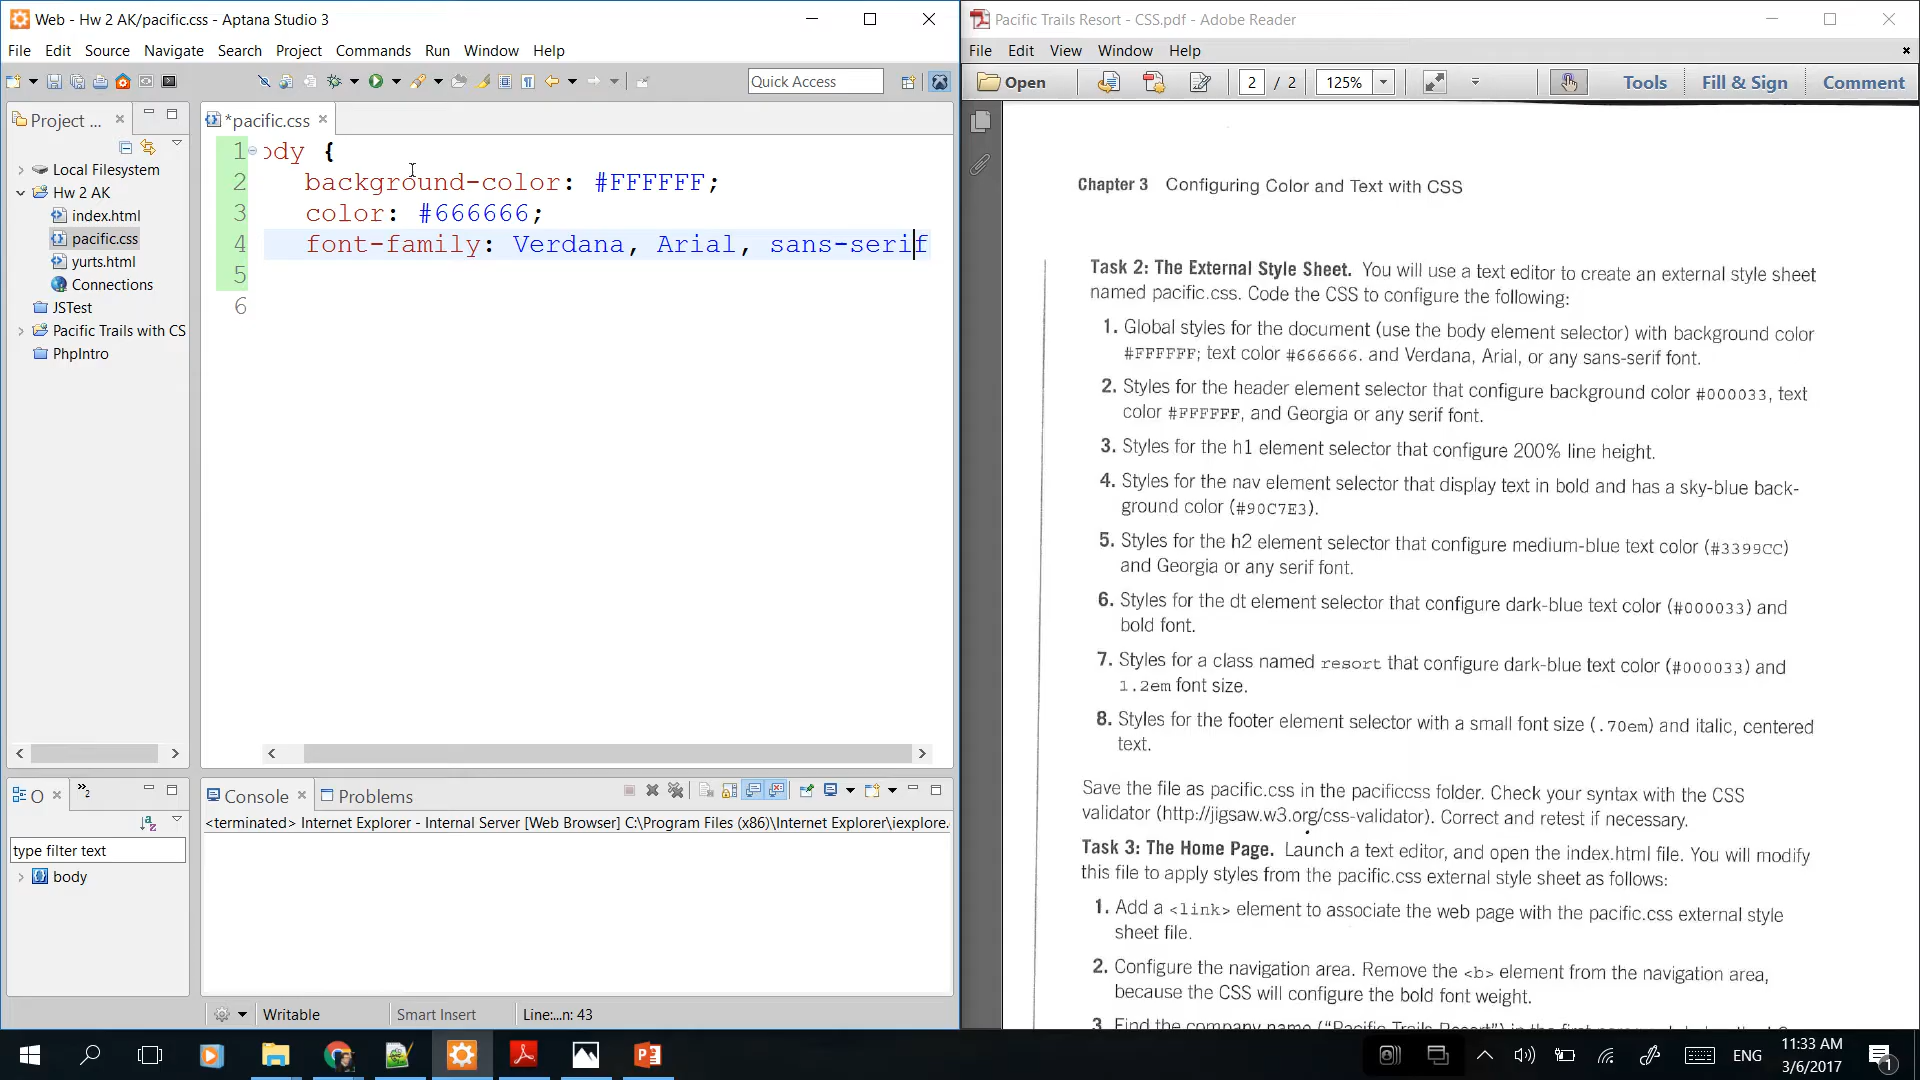 Web - Hw 2 AK/pacific.css - Aptana Studio 3
File Edit Source Navigate Search Project Commands Run Window Help
Quick Access
Project ...
Local Filesystem
Hw 2 AK
index.html
pacific.css
yurts.html
Connections
JSTest
Pacific Trails with CS
PhpIntro
*pacific.css
1 ody {
2 background-color: #FFFFFF;
3 color: #666666;
4 font-family: Verdana, Arial, sans-serif
5
6
O
type filter text
body
Console Problems
<terminated> Internet Explorer - Internal Server [Web Browser] C:\Program Files (x86)\Internet Explorer\iexplore.
Writable Smart Insert Line:...n: 43
Pacific Trails Resort - CSS.pdf - Adobe Reader
File Edit View Window Help
Open 2 / 2 125% Tools Fill & Sign Comment
Chapter 3 Configuring Color and Text with CSS
Task 2: The External Style Sheet. You will use a text editor to create an external style sheet
named pacific.css. Code the CSS to configure the following:
1. Global styles for the document (use the body element selector) with background color
#FFFFFF; text color #666666. and Verdana, Arial, or any sans-serif font.
2. Styles for the header element selector that configure background color #000033, text
color #FFFFFF, and Georgia or any serif font.
3. Styles for the h1 element selector that configure 200% line height.
4. Styles for the nav element selector that display text in bold and has a sky-blue back-
ground color (#90C7E3).
5. Styles for the h2 element selector that configure medium-blue text color (#3399CC)
and Georgia or any serif font.
6. Styles for the dt element selector that configure dark-blue text color (#000033) and
bold font.
7. Styles for a class named resort that configure dark-blue text color (#000033) and
1.2em font size.
8. Styles for the footer element selector with a small font size (.70em) and italic, centered
text.
Save the file as pacific.css in the pacificcss folder. Check your syntax with the CSS
validator (http://jigsaw.w3.org/css-validator). Correct and retest if necessary.
Task 3: The Home Page. Launch a text editor, and open the index.html file. You will modify
this file to apply styles from the pacific.css external style sheet as follows:
1. Add a <link> element to associate the web page with the pacific.css external style
sheet file.
2. Configure the navigation area. Remove the <b> element from the navigation area,
because the CSS will configure the bold font weight.
3. Find the company name ("Pacific Trails Resort") in the first paragraph
ENG
11:33 AM
3/6/2017
1